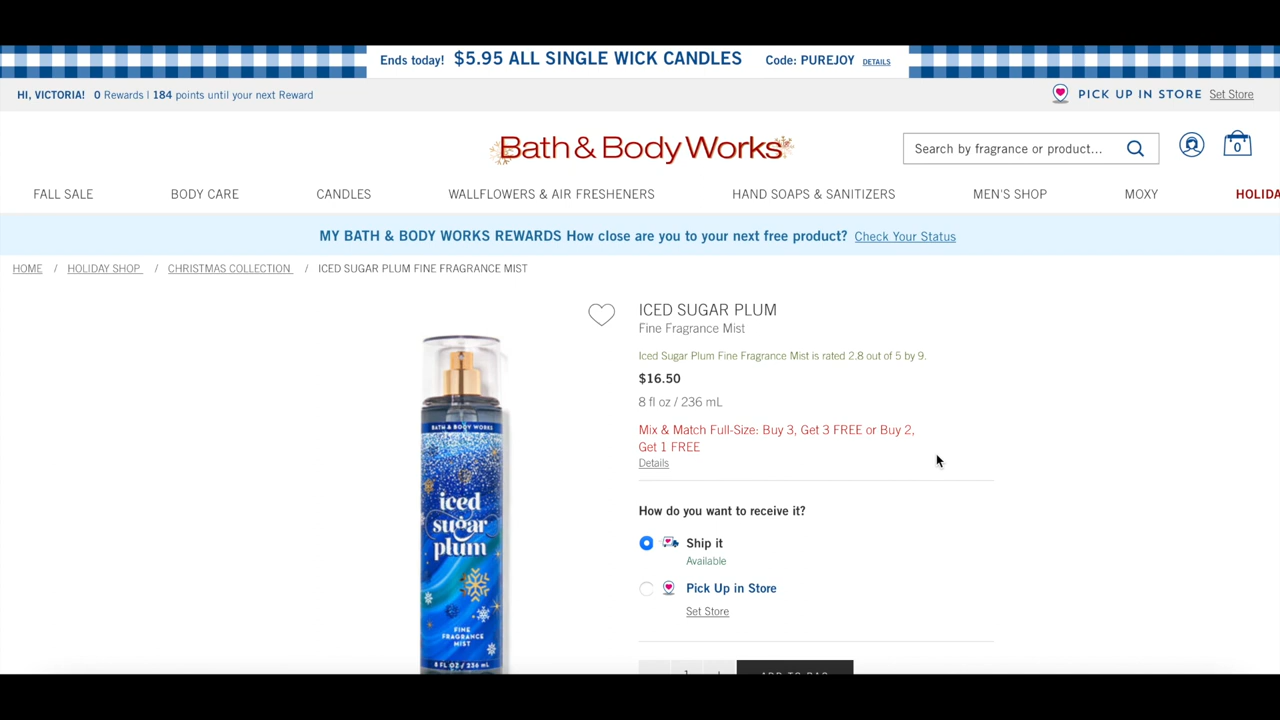 Ends today! $5.95 ALL SINGLE WICK CANDLES Code: PUREJOY DETAILS
HI, VICTORIA! 0 Rewards | 184 points until your next Reward
PICK UP IN STORE Set Store
Bath & Body Works
Search by fragrance or product...
0
FALL SALE BODY CARE CANDLES WALLFLOWERS & AIR FRESHENERS HAND SOAPS & SANITIZERS MEN'S SHOP MOXY HOLIDA
MY BATH & BODY WORKS REWARDS How close are you to your next free product? Check Your Status
HOME / HOLIDAY SHOP / CHRISTMAS COLLECTION / ICED SUGAR PLUM FINE FRAGRANCE MIST
ICED SUGAR PLUM
Fine Fragrance Mist
Iced Sugar Plum Fine Fragrance Mist is rated 2.8 out of 5 by 9.
$16.50
8 fl oz / 236 mL
Mix & Match Full-Size: Buy 3, Get 3 FREE or Buy 2,
Get 1 FREE
Details
How do you want to receive it?
Ship it
Available
Pick Up in Store
Set Store
BATH & BODY WORKS
iced
sugar
plum
FINE
FRAGRANCE
MIST
8 FL OZ / 236 mL